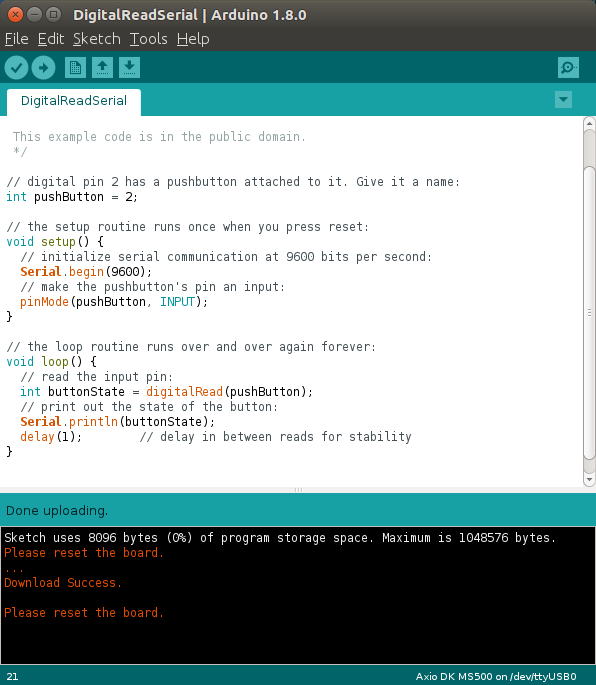 DigitalReadSerial | Arduino 1.8.0
File Edit Sketch Tools Help
DigitalReadSerial
This example code is in the public domain.
*/
// digital pin 2 has a pushbutton attached to it. Give it a name:
int pushButton = 2;
// the setup routine runs once when you press reset:
void setup() {
// initialize serial communication at 9600 bits per second:
Serial.begin(9600);
// make the pushbutton's pin an input:
pinMode(pushButton, INPUT);
}
// the loop routine runs over and over again forever:
void loop() {
// read the input pin:
int buttonState = digitalRead(pushButton);
// print out the state of the button:
Serial.println(buttonState);
delay(1);        // delay in between reads for stability
}
Done uploading.
Sketch uses 8096 bytes (0%) of program storage space. Maximum is 1048576 bytes.
Please reset the board.
...
Download Success.
Please reset the board.
21 Axio DK MS500 on /dev/ttyUSB0